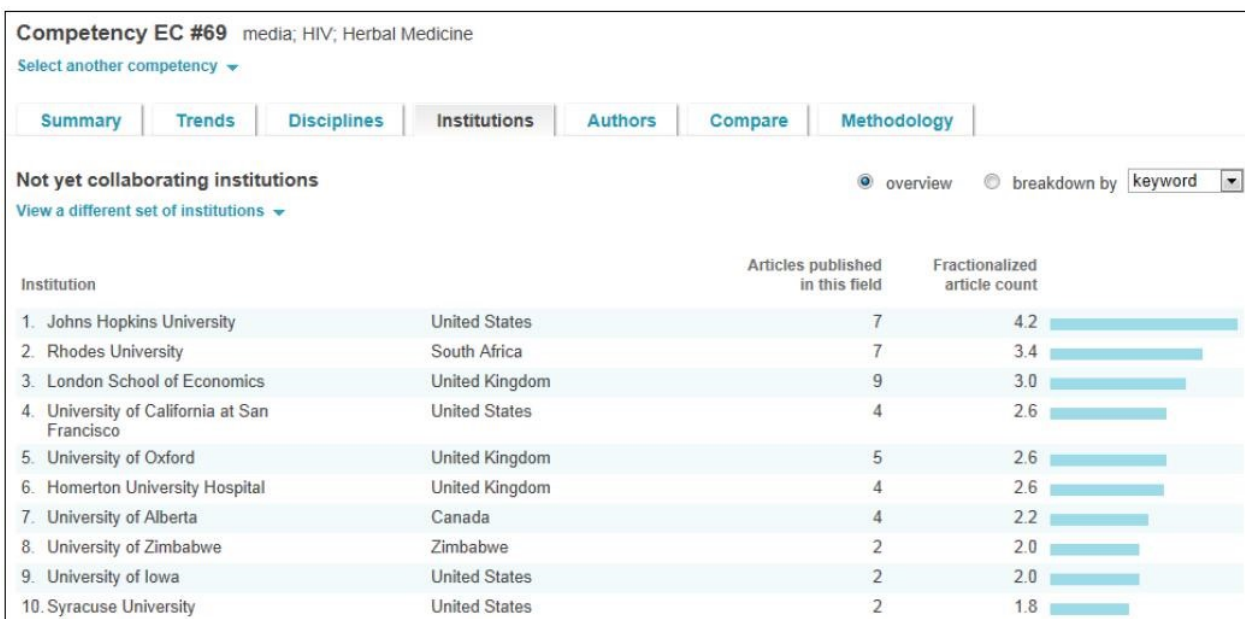 Competency EC #69 media; HIV; Herbal Medicine
Select another competency
Summary Trends Disciplines Institutions Authors Compare Methodology
Not yet collaborating institutions overview breakdown by keyword
View a different set of institutions
Articles published Fractionalized
Institution in this field article count
1. Johns Hopkins University United States 7 4.2
2. Rhodes University South Africa 7 3.4
3. London School of Economics United Kingdom 9 3.0
4. University of California at San United States 4 2.6
Francisco
5. University of Oxford United Kingdom 5 2.6
6. Homerton University Hospital United Kingdom 4 2.6
7. University of Alberta Canada 4 2.2
8. University of Zimbabwe Zimbabwe 2 2.0
9. University of Iowa United States 2 2.0
10. Syracuse University United States 2 1.8